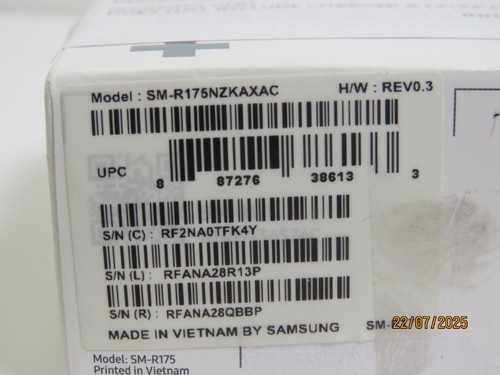 Model : SM-R175NZKAXAC H/W : REV0.3
UPC 8 87276 38613 3
S/N (C) : RF2NA0TFK4Y
S/N (L) : RFANA28R13P
S/N (R) : RFANA28QBBP
MADE IN VIETNAM BY SAMSUNG SM-
22/07/2025
Model: SM-R175
Printed in Vietnam